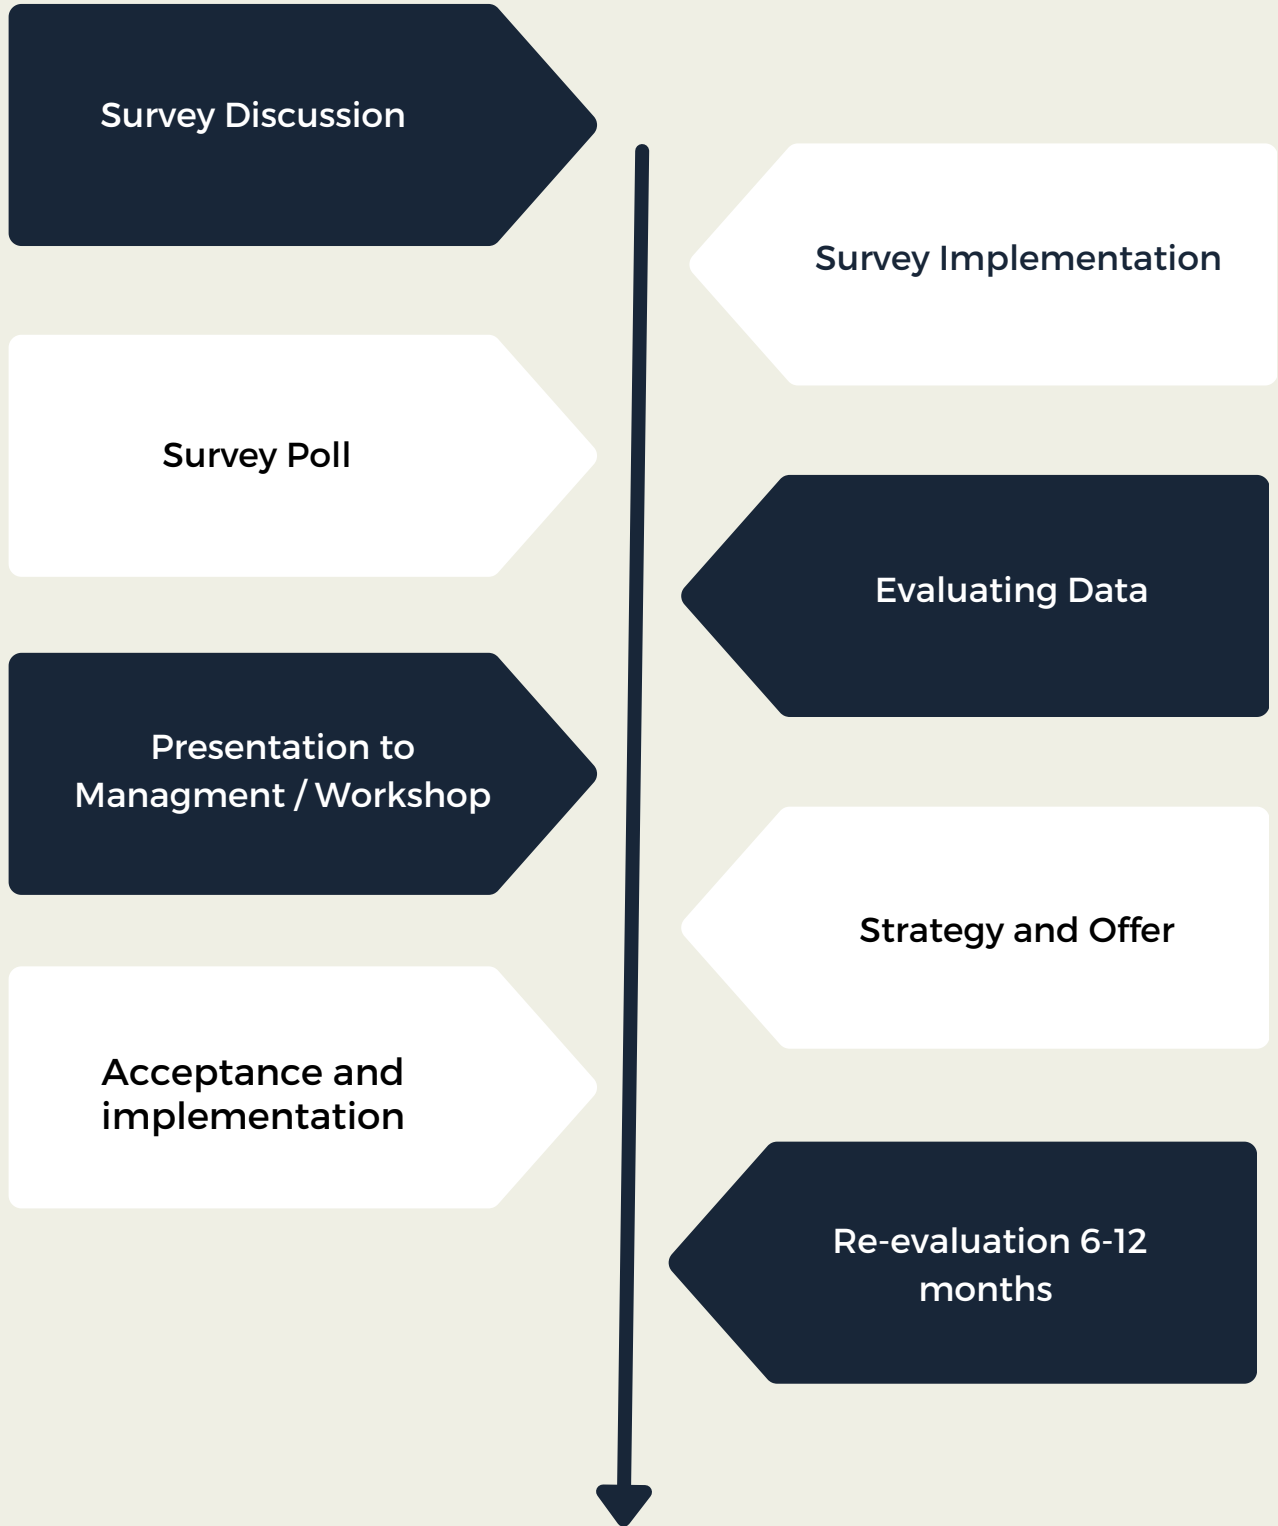 Survey Discussion
Survey Implementation
Survey Poll
Evaluating Data
Presentation to
Managment / Workshop
Strategy and Offer
Acceptance and
implementation
Re-evaluation 6-12
months